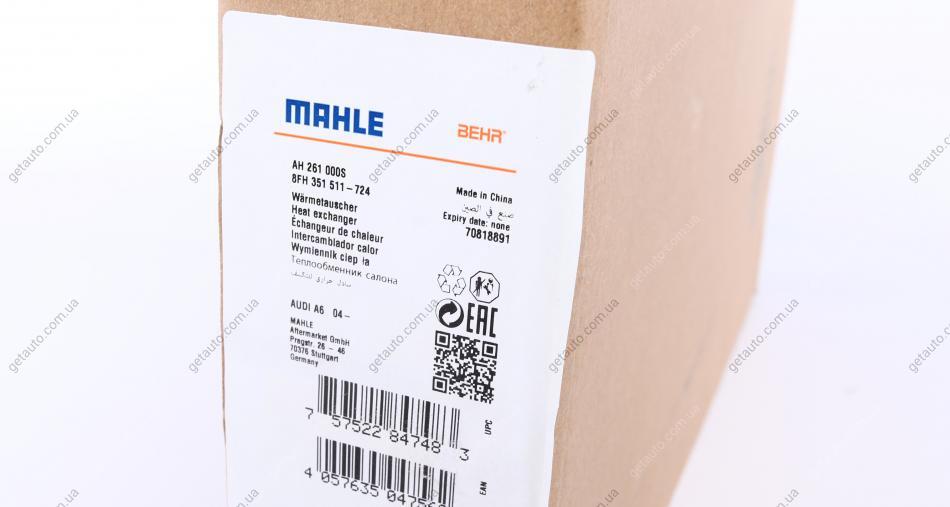 MAHLE
BEHR®
AH 261 000S
8FH 351 511-724
Wärmetauscher
Heat exchanger
Échangeur de chaleur
Intercambiador calor
Wymiennik ciep ła
Теплообменник салона
Made in China
صنع في الصين
Expiry date: none
70818891
EAC
AUDI A6 04-
MAHLE
Aftermarket GmbH
Pragstr. 26 - 46
70376 Stuttgart
Germany
7 57522 84748 3
UPC
4 057635
EAN
getauto.com.ua